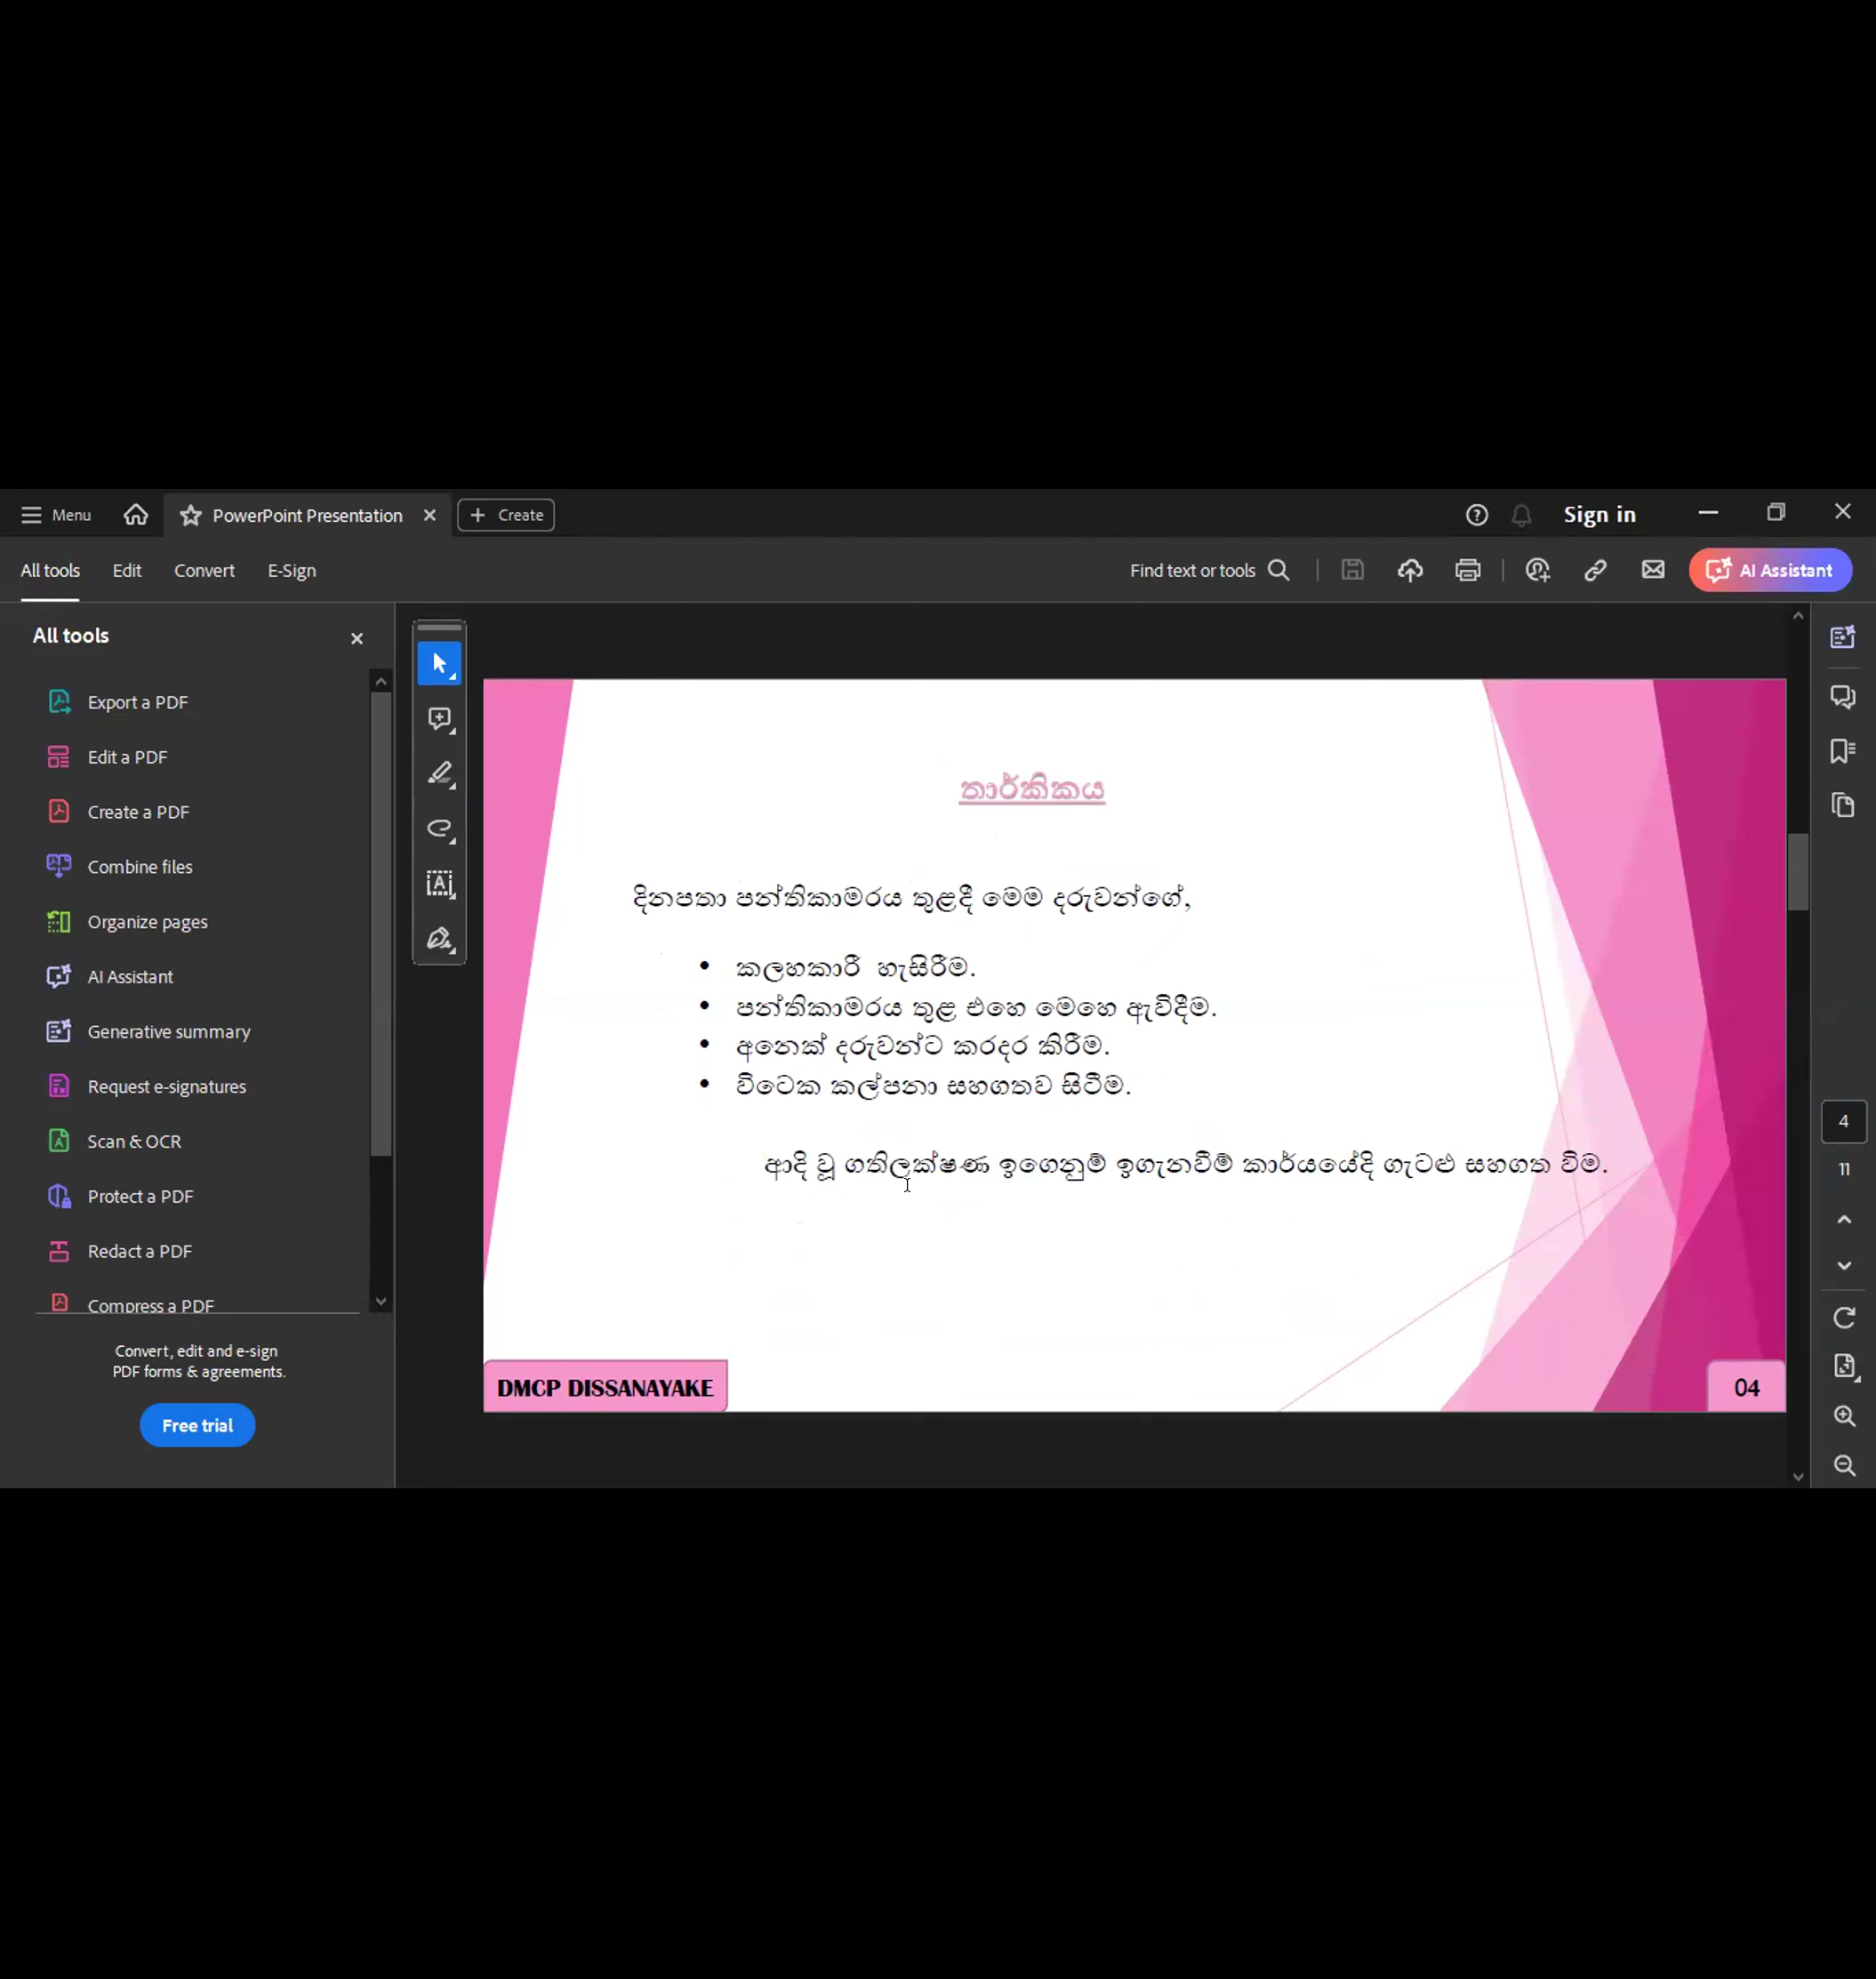 Menu
PowerPoint Presentation
Create
Sign in
All tools
Edit
Convert
E-Sign
Find text or tools
AI Assistant
All tools
Export a PDF
Edit a PDF
Create a PDF
Combine files
Organize pages
AI Assistant
Generative summary
Request e-signatures
Scan & OCR
Protect a PDF
Redact a PDF
Compress a PDF
Convert, edit and e-sign
PDF forms & agreements.
Free trial
තාර්කිකය
දිනපතා පන්තිකාමරය තුළදී මෙම දරුවන්ගේ,
• කලහකාරී හැසිරීම.
• පන්තිකාමරය තුළ එහෙ මෙහෙ ඇවිදීම.
• අනෙක් දරුවන්ට කරදර කිරීම.
• විටෙක කල්පනා සහගතව සිටීම.
ආදි වූ ගතිලක්ෂණ ඉගෙනුම් ඉගැනවීම් කාර්යයේදි ගැටළු සහගත විම.
DMCP DISSANAYAKE
04
4
11